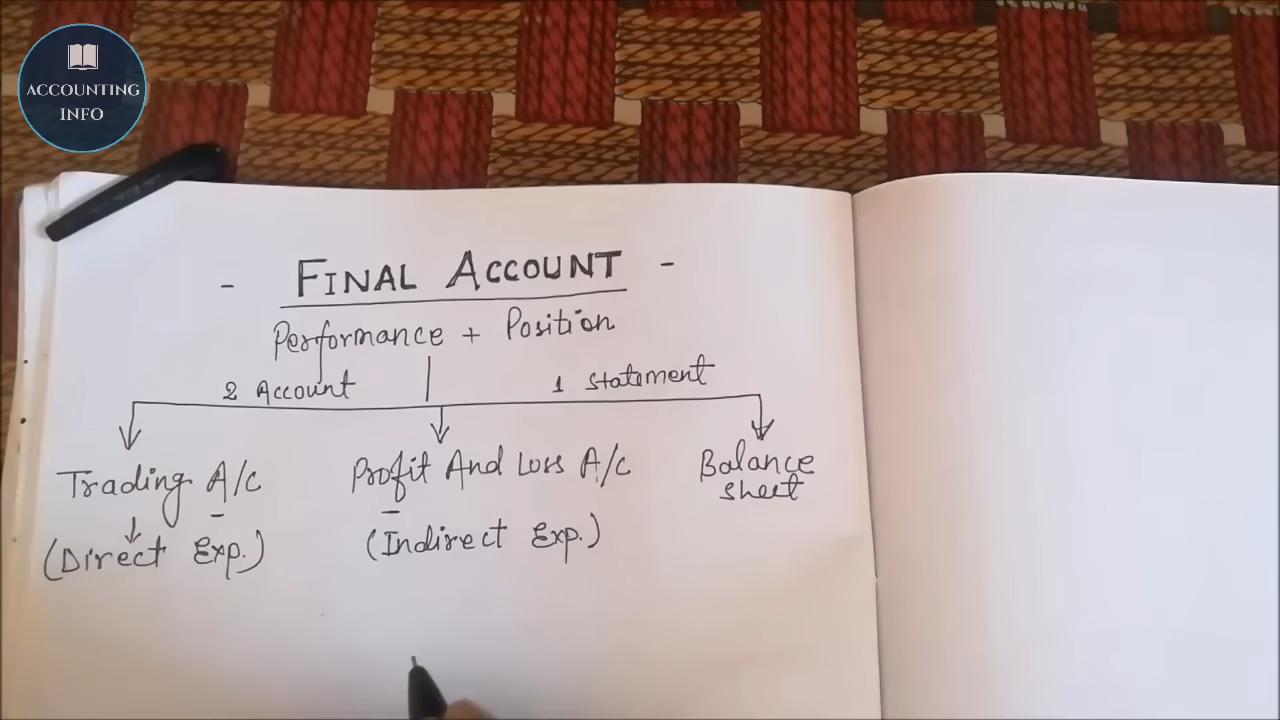 ACCOUNTING
INFO
- FINAL ACCOUNT -
Performance + Position
2 Account
1 Statement
Trading A/c
Profit And Loss A/c
Balance
Sheet
(Direct Exp.)
(Indirect Exp.)